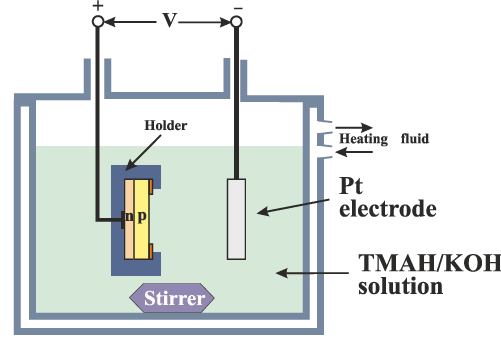 + V −
Holder
Heating fluid
n p
Pt
electrode
TMAH/KOH
solution
Stirrer